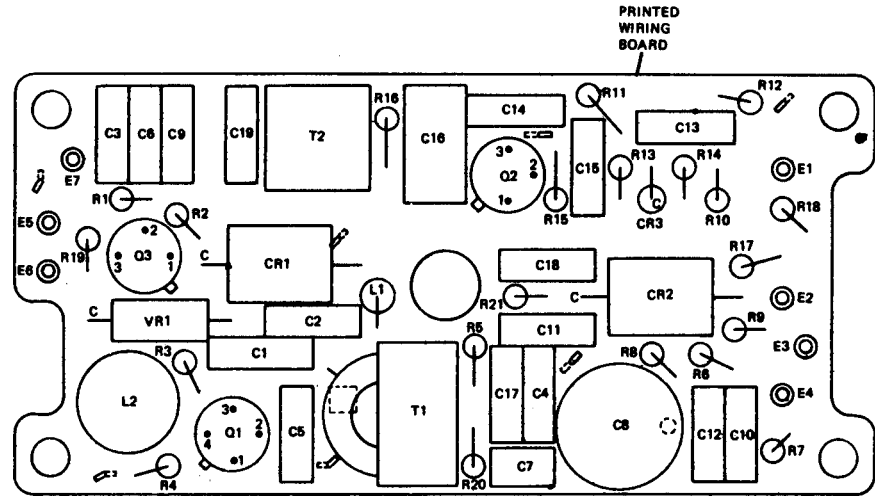 PRINTED
WIRING
BOARD
R12
R11
R16
C14
C3
C6
C9
C19
T2
C16
C13
3
Q2
2
1
C15
R13
R14
E7
E1
R1
R2
R15
C
CR3
R10
R18
E5
2
Q3
3
1
R19
C
CR1
C18
R17
E6
L1
R21
C
CR2
E2
C
VR1
C2
C11
R9
R5
E3
C1
R3
R8
R6
L2
C17
C4
C8
E4
T1
3
4
Q1
2
1
C5
C12
C10
C7
R7
R4
R20